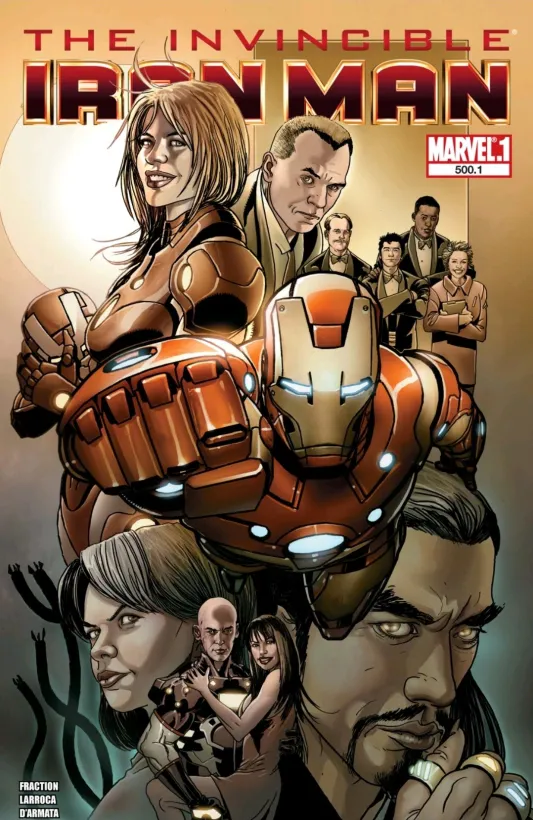 THE INVINCIBLE
IRON MAN
MARVEL.1
500.1
FRACTION
LARROCA
D'ARMATA